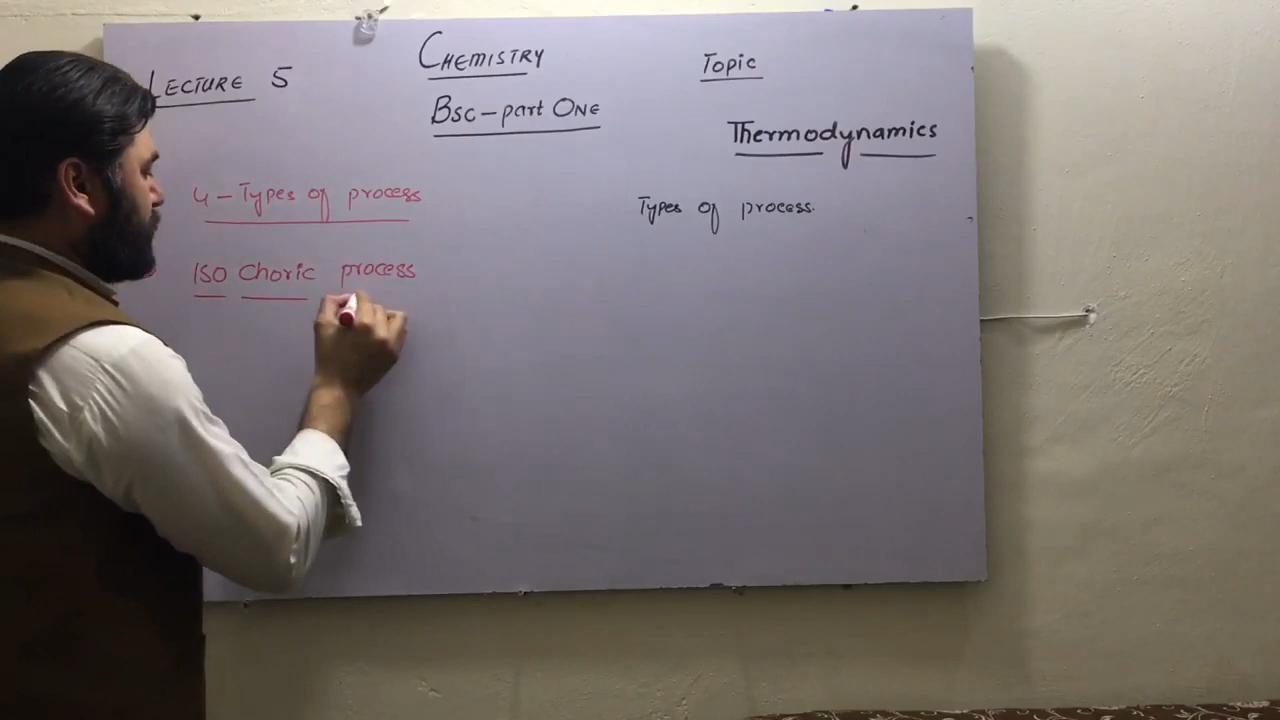 LECTURE 5
CHEMISTRY
Bsc - part ONE
Topic
Thermodynamics
Types of process.
4 - Types of process
ISO Choric process